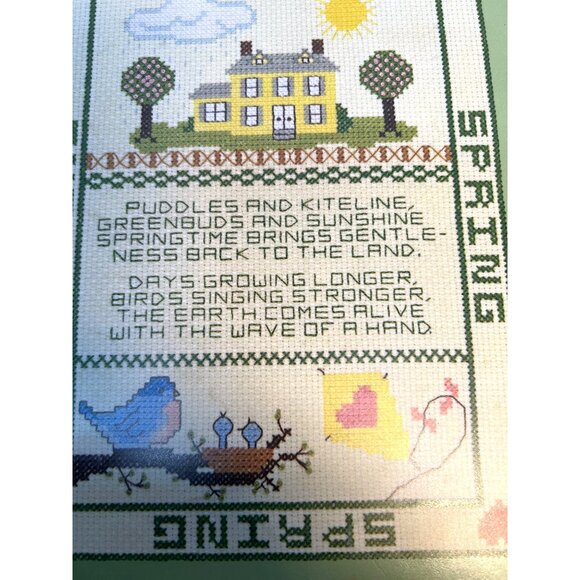 PUDDLES AND KITELINE,
GREENBUDS AND SUNSHINE
SPRINGTIME BRINGS GENTLE-
NESS BACK TO THE LAND.
DAYS GROWING LONGER,
BIRDS SINGING STRONGER,
THE EARTH COMES ALIVE
WITH THE WAVE OF A HAND.
SPRING
SPRING